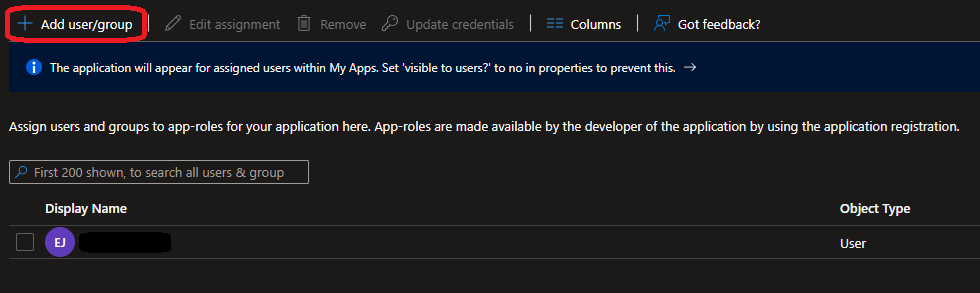 Add user/group Edit assignment Remove Update credentials Columns Got feedback?
The application will appear for assigned users within My Apps. Set 'visible to users?' to no in properties to prevent this. →
Assign users and groups to app-roles for your application here. App-roles are made available by the developer of the application by using the application registration.
First 200 shown, to search all users & group
Display Name Object Type
EJ User